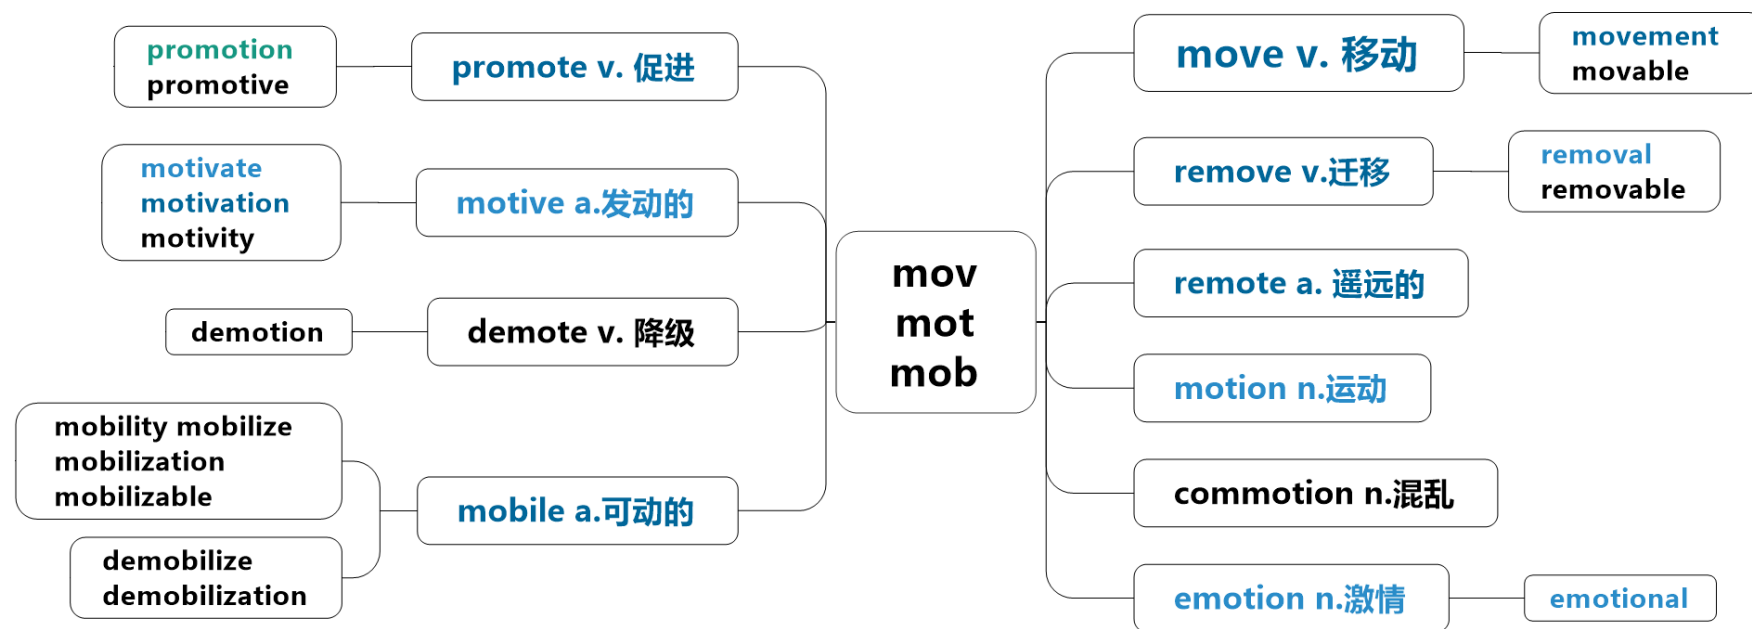 mov
mot
mob
promote v. 促进
promotion
promotive
motive a.发动的
motivate
motivation
motivity
demote v. 降级
demotion
mobile a.可动的
mobility mobilize
mobilization
mobilizable
demobilize
demobilization
move v. 移动
movement
movable
remove v.迁移
removal
removable
remote a. 遥远的
motion n.运动
commotion n.混乱
emotion n.激情
emotional